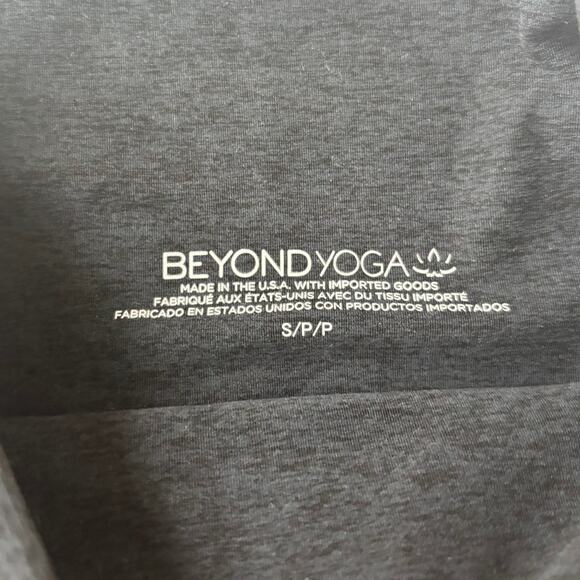 BEYOND YOGA
MADE IN THE U.S.A. WITH IMPORTED GOODS
FABRIQUÉ AUX ÉTATS-UNIS AVEC DU TISSU IMPORTÉ
FABRICADO EN ESTADOS UNIDOS CON PRODUCTOS IMPORTADOS
S/P/P